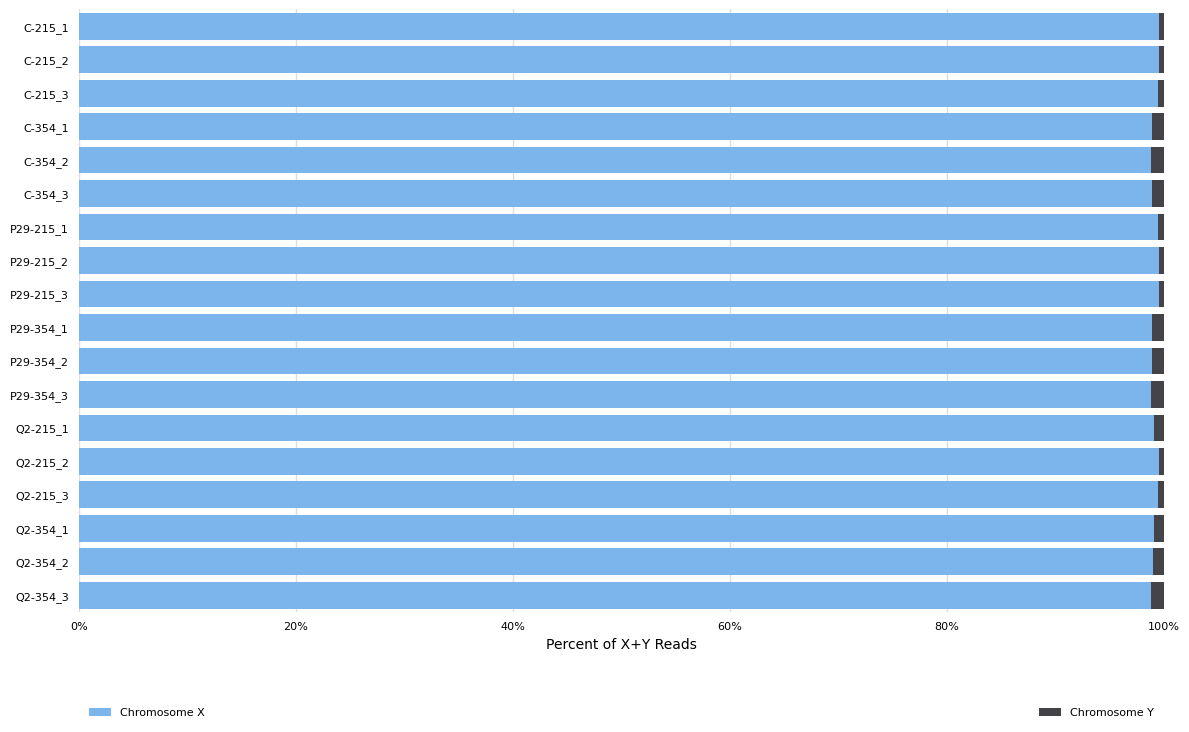 C-215_1
C-215_2
C-215_3
C-354_1
C-354_2
C-354_3
P29-215_1
P29-215_2
P29-215_3
P29-354_1
P29-354_2
P29-354_3
Q2-215_1
Q2-215_2
Q2-215_3
Q2-354_1
Q2-354_2
Q2-354_3
0% 20% 40% 60% 80% 100%
Percent of X+Y Reads
Chromosome X Chromosome Y